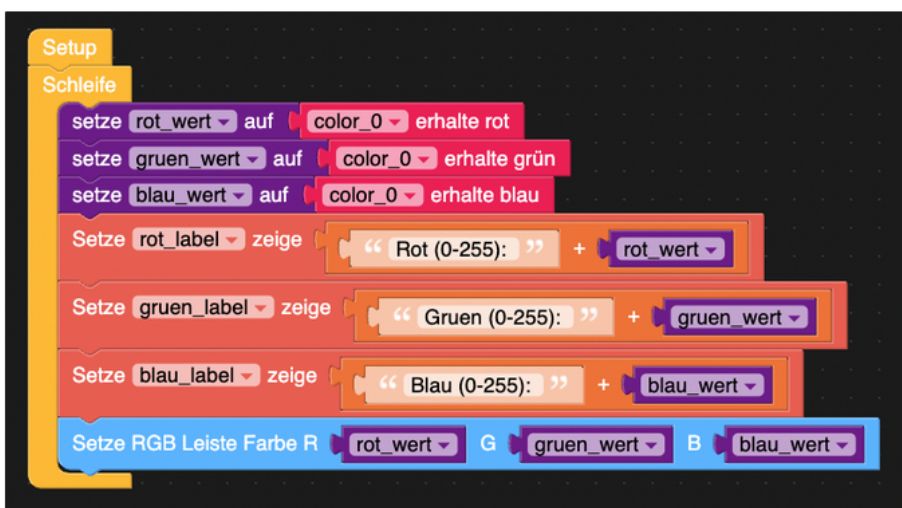 Setup
Schleife
setze rot_wert auf color_0 erhalte rot
setze gruen_wert auf color_0 erhalte grün
setze blau_wert auf color_0 erhalte blau
Setze rot_label zeige “ Rot (0-255): ” + rot_wert
Setze gruen_label zeige “ Gruen (0-255): ” + gruen_wert
Setze blau_label zeige “ Blau (0-255): ” + blau_wert
Setze RGB Leiste Farbe R rot_wert G gruen_wert B blau_wert